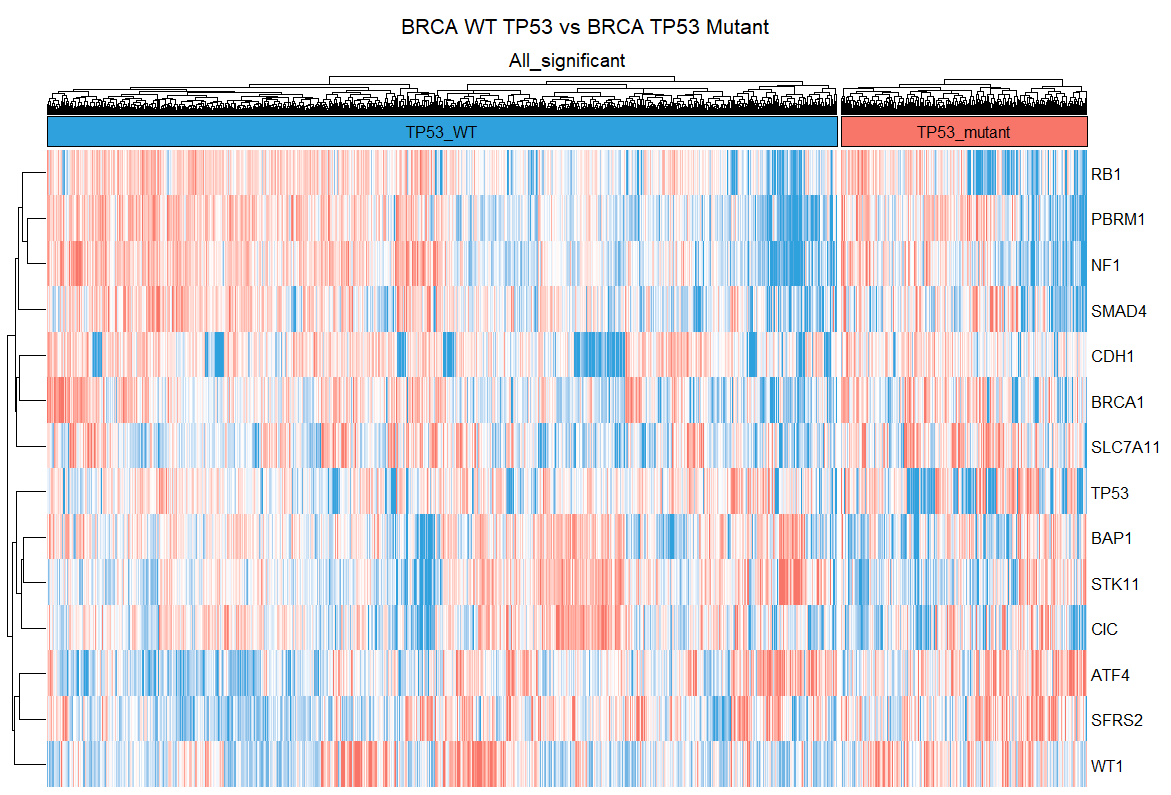 BRCA WT TP53 vs BRCA TP53 Mutant
All_significant
TP53_WT TP53_mutant
RB1
PBRM1
NF1
SMAD4
CDH1
BRCA1
SLC7A11
TP53
BAP1
STK11
CIC
ATF4
SFRS2
WT1